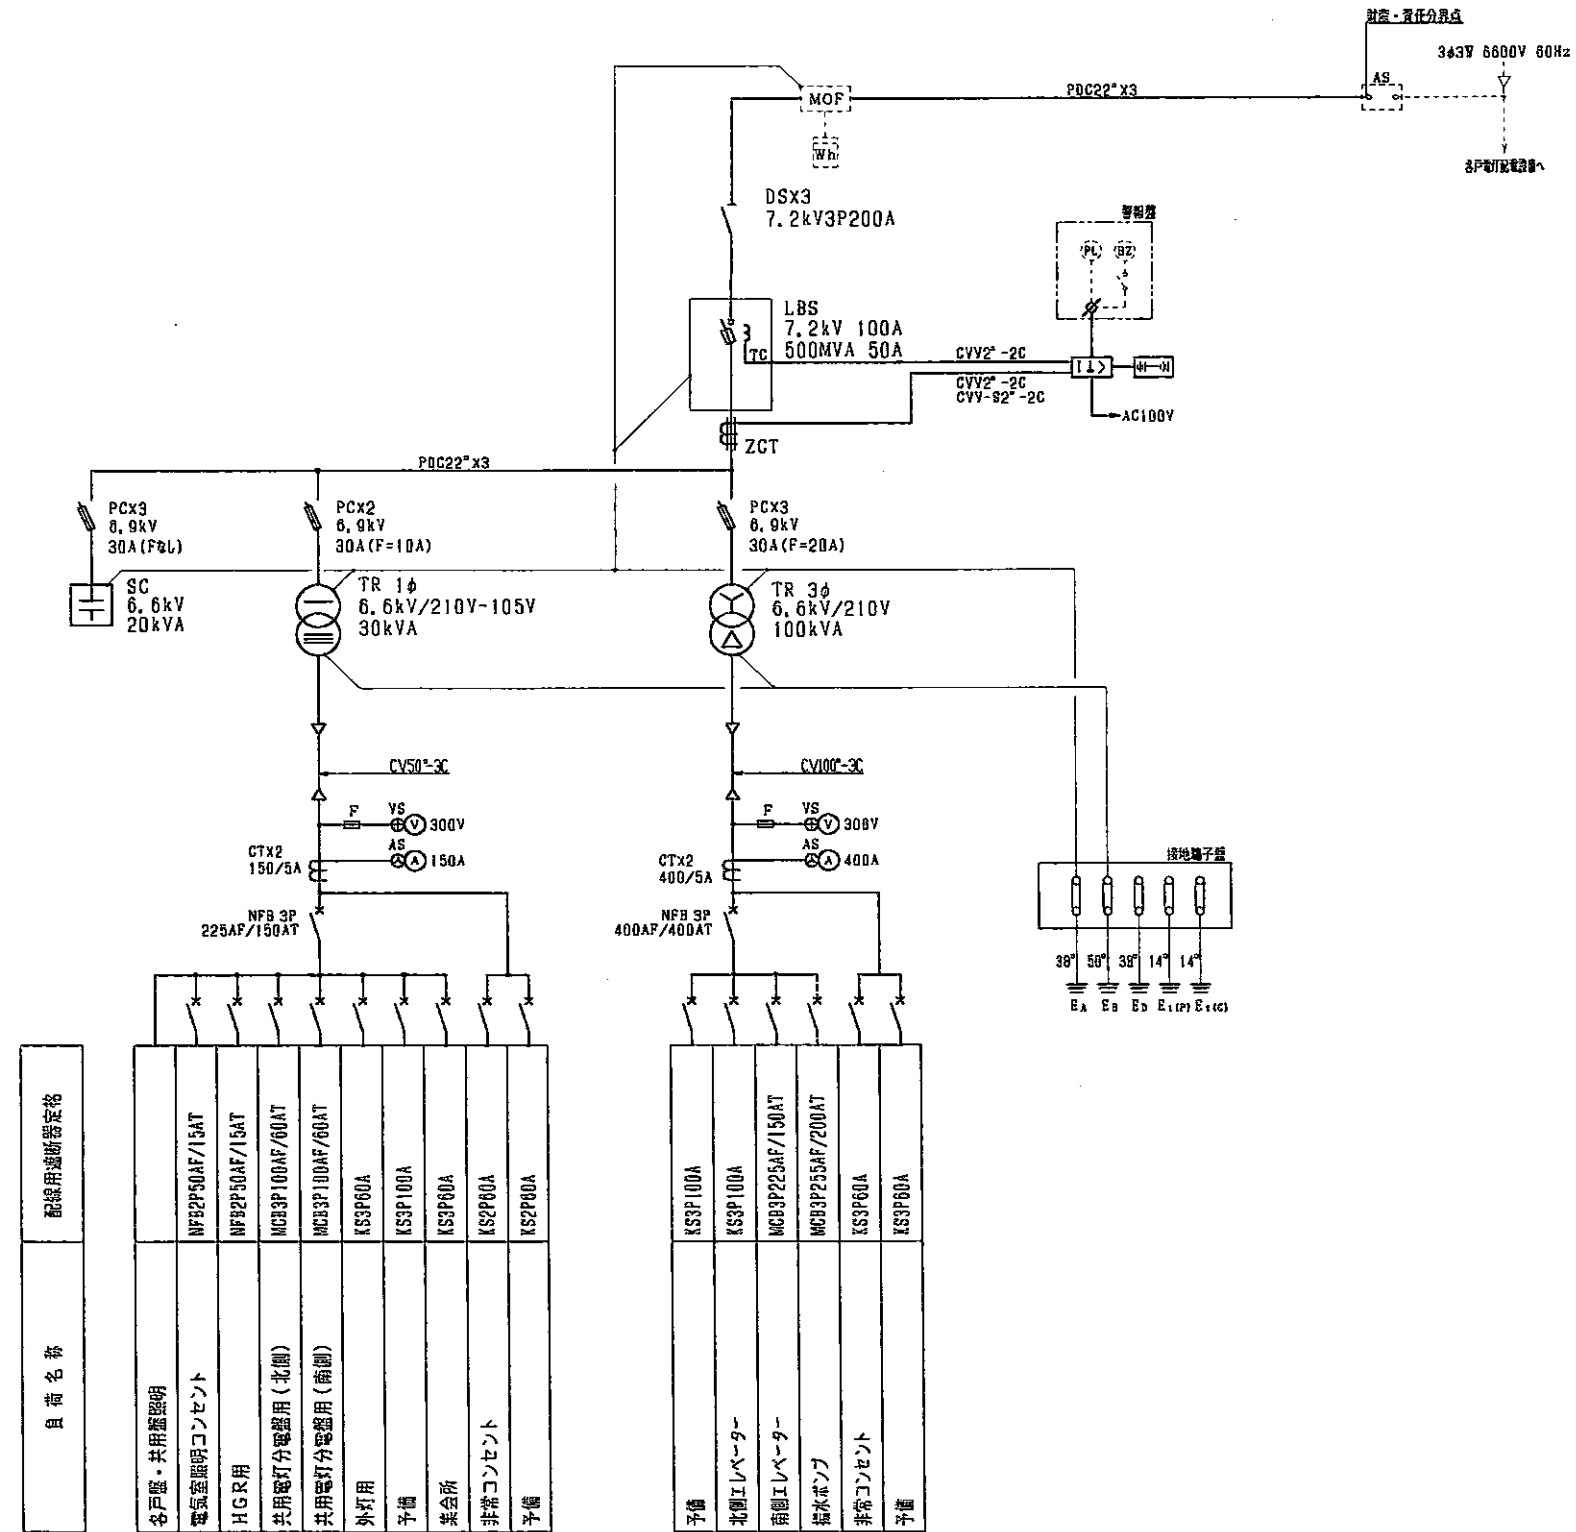 財産・責任分界点
3φ3W 6600V 60Hz
AS
PDC22□X3
MOF
Wh
各戸電灯配電設備へ
DSX3
7.2kV3P200A
警報盤
PL
BZ
LBS
7.2kV 100A
500MVA 50A
TC
CVV2□-2C
CVV2□-2C
CVV-S2□-2C
AC100V
ZCT
PDC22□X3
PCX3
6.9kV
30A(Fなし)
PCX2
6.9kV
30A(F=10A)
PCX3
6.9kV
30A(F=20A)
SC
6.6kV
20kVA
TR 1φ
6.6kV/210V-105V
30kVA
TR 3φ
6.6kV/210V
100kVA
CV50□-3C
CV100□-3C
F
VS
V
300V
AS
A
150A
CTX2
150/5A
NFB 3P
225AF/150AT
F
VS
V
300V
AS
A
400A
CTX2
400/5A
NFB 3P
400AF/400AT
接地端子盤
38□
50□
38□
14□
14□
EA
EB
ED
E1(P)
E1(C)
配線用遮断器定格
負荷名称
各戸盤・共用盤照明
NFB2P50AF/15AT
電気室照明コンセント
NFB2P50AF/15AT
HGR用
MCB3P100AF/60AT
共用電灯分電盤用(北側)
MCB3P100AF/60AT
共用電灯分電盤用(南側)
KS3P60A
外灯用
KS3P100A
予備
KS3P60A
集会所
KS2P60A
非常コンセント
KS2P60A
予備
KS3P100A
予備
KS3P100A
北側エレベーター
MCB3P225AF/150AT
南側エレベーター
MCB3P255AF/200AT
揚水ポンプ
KS3P60A
非常コンセント
KS3P60A
予備